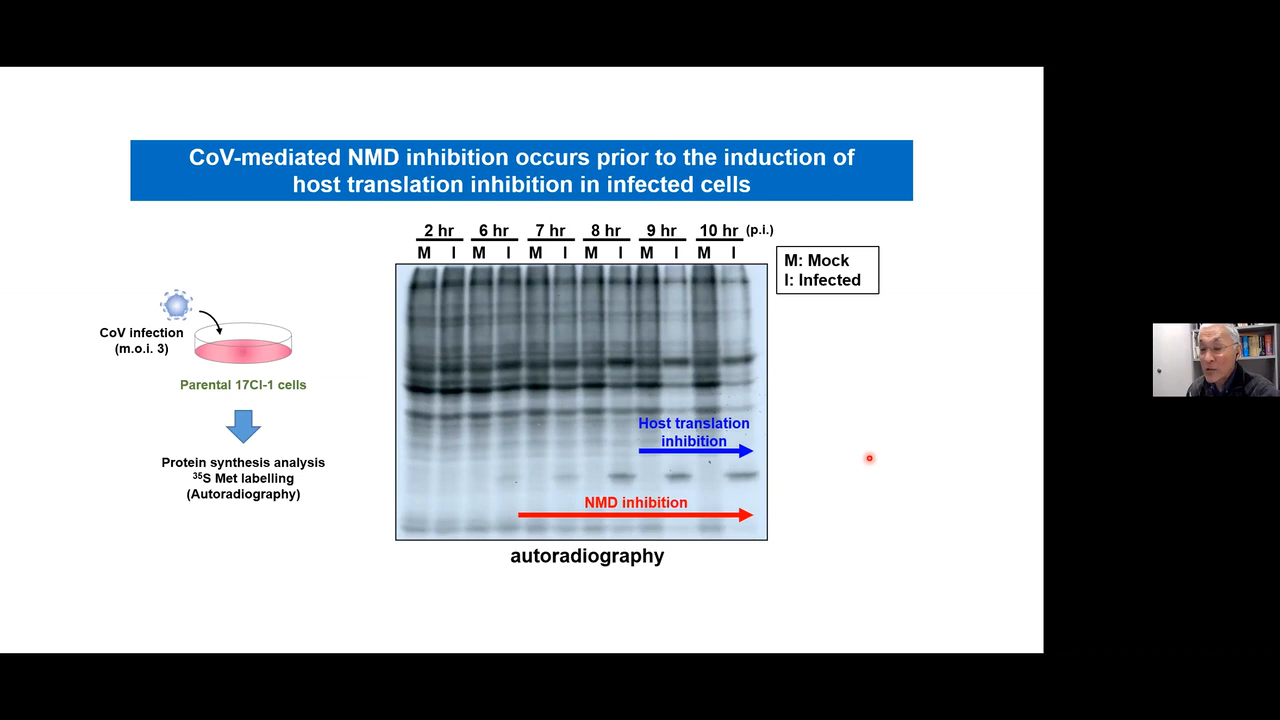 CoV-mediated NMD inhibition occurs prior to the induction of
host translation inhibition in infected cells
2 hr 6 hr 7 hr 8 hr 9 hr 10 hr (p.i.)
M I M I M I M I M I M I
M: Mock
I: Infected
CoV infection
(m.o.i. 3)
Parental 17Cl-1 cells
Protein synthesis analysis
³⁵S Met labelling
(Autoradiography)
Host translation
inhibition
NMD inhibition
autoradiography